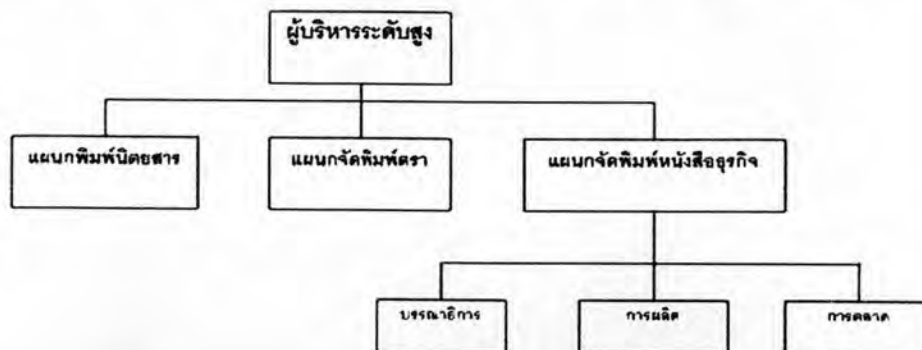 ผู้บริหารระดับสูง
แผนกพิมพ์นิตยสาร
แผนกจัดพิมพ์ตรา
แผนกจัดพิมพ์หนังสือธุรกิจ
บรรณาธิการ
การผลิต
การตลาด